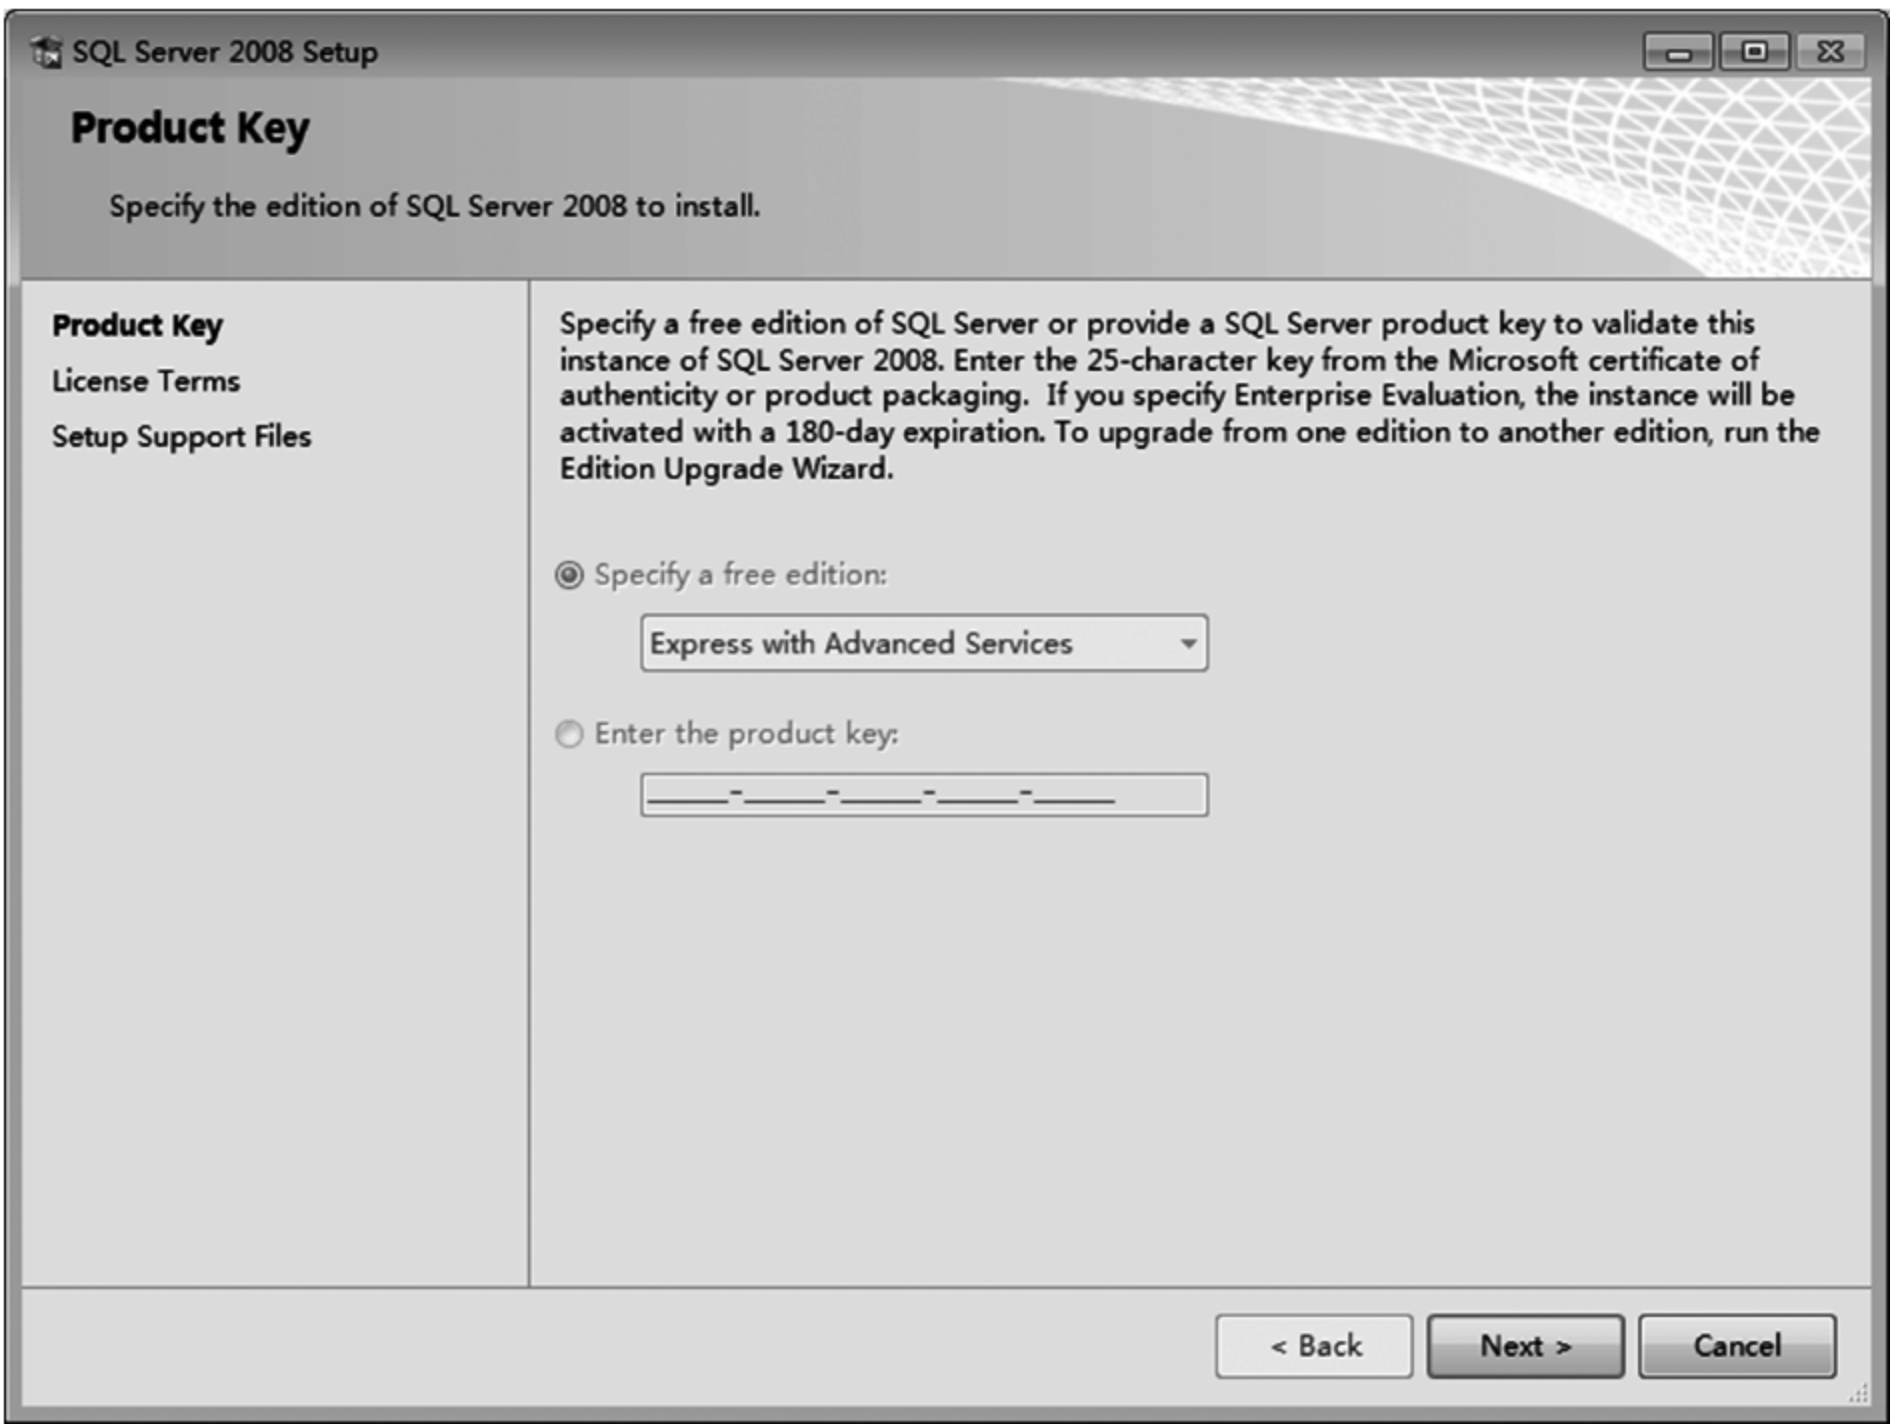 SQL Server 2008 Setup
Product Key
Specify the edition of SQL Server 2008 to install.
Product Key
License Terms
Setup Support Files
Specify a free edition of SQL Server or provide a SQL Server product key to validate this
instance of SQL Server 2008. Enter the 25-character key from the Microsoft certificate of
authenticity or product packaging.  If you specify Enterprise Evaluation, the instance will be
activated with a 180-day expiration. To upgrade from one edition to another edition, run the
Edition Upgrade Wizard.
Specify a free edition:
Express with Advanced Services
Enter the product key:
_____-_____-_____-_____-_____
< Back
Next >
Cancel